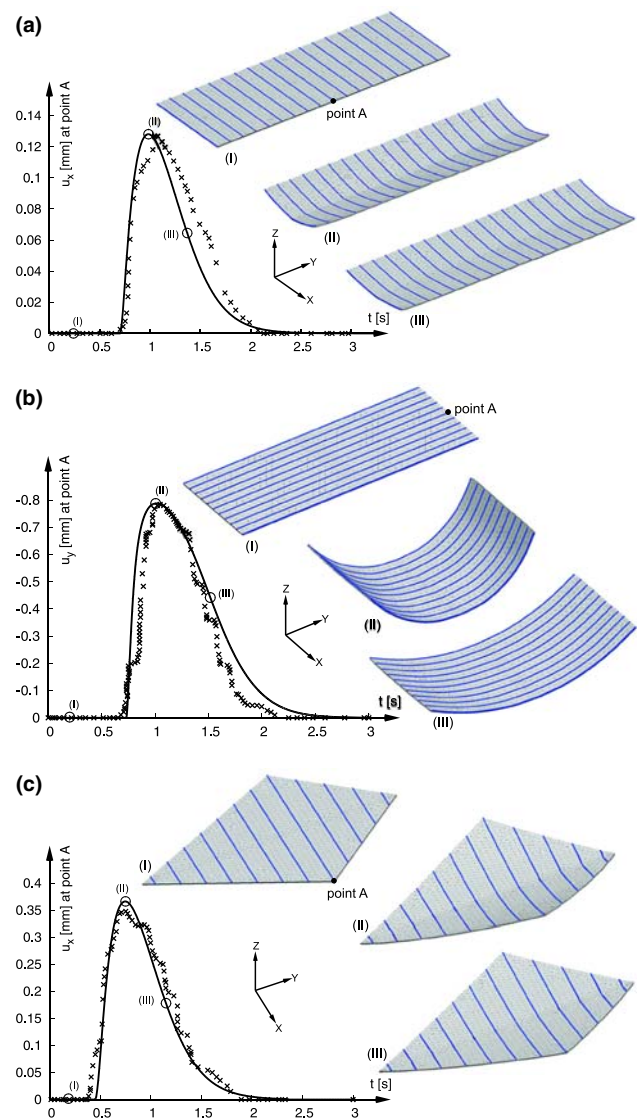 (a)
u_x [mm] at point A
0.14
0.12
0.10
0.08
0.06
0.04
0.02
0
0
0.5
1
1.5
2
2.5
3.0
t [s]
(I)
(II)
(III)
point A
(I)
(II)
(III)
Z
Y
X
(b)
u_y [mm] at point A
-0.8
-0.7
-0.6
-0.5
-0.4
-0.3
-0.2
-0.1
0
0
0.5
1
1.5
2
2.5
3
t [s]
(I)
(II)
(III)
point A
(I)
(II)
(III)
Z
Y
X
(c)
u_x [mm] at point A
0.4
0.35
0.3
0.25
0.2
0.15
0.1
0.05
0
0
0.5
1
1.5
2
2.5
3
t [s]
(I)
(II)
(III)
(I)
point A
(II)
(III)
Z
Y
X